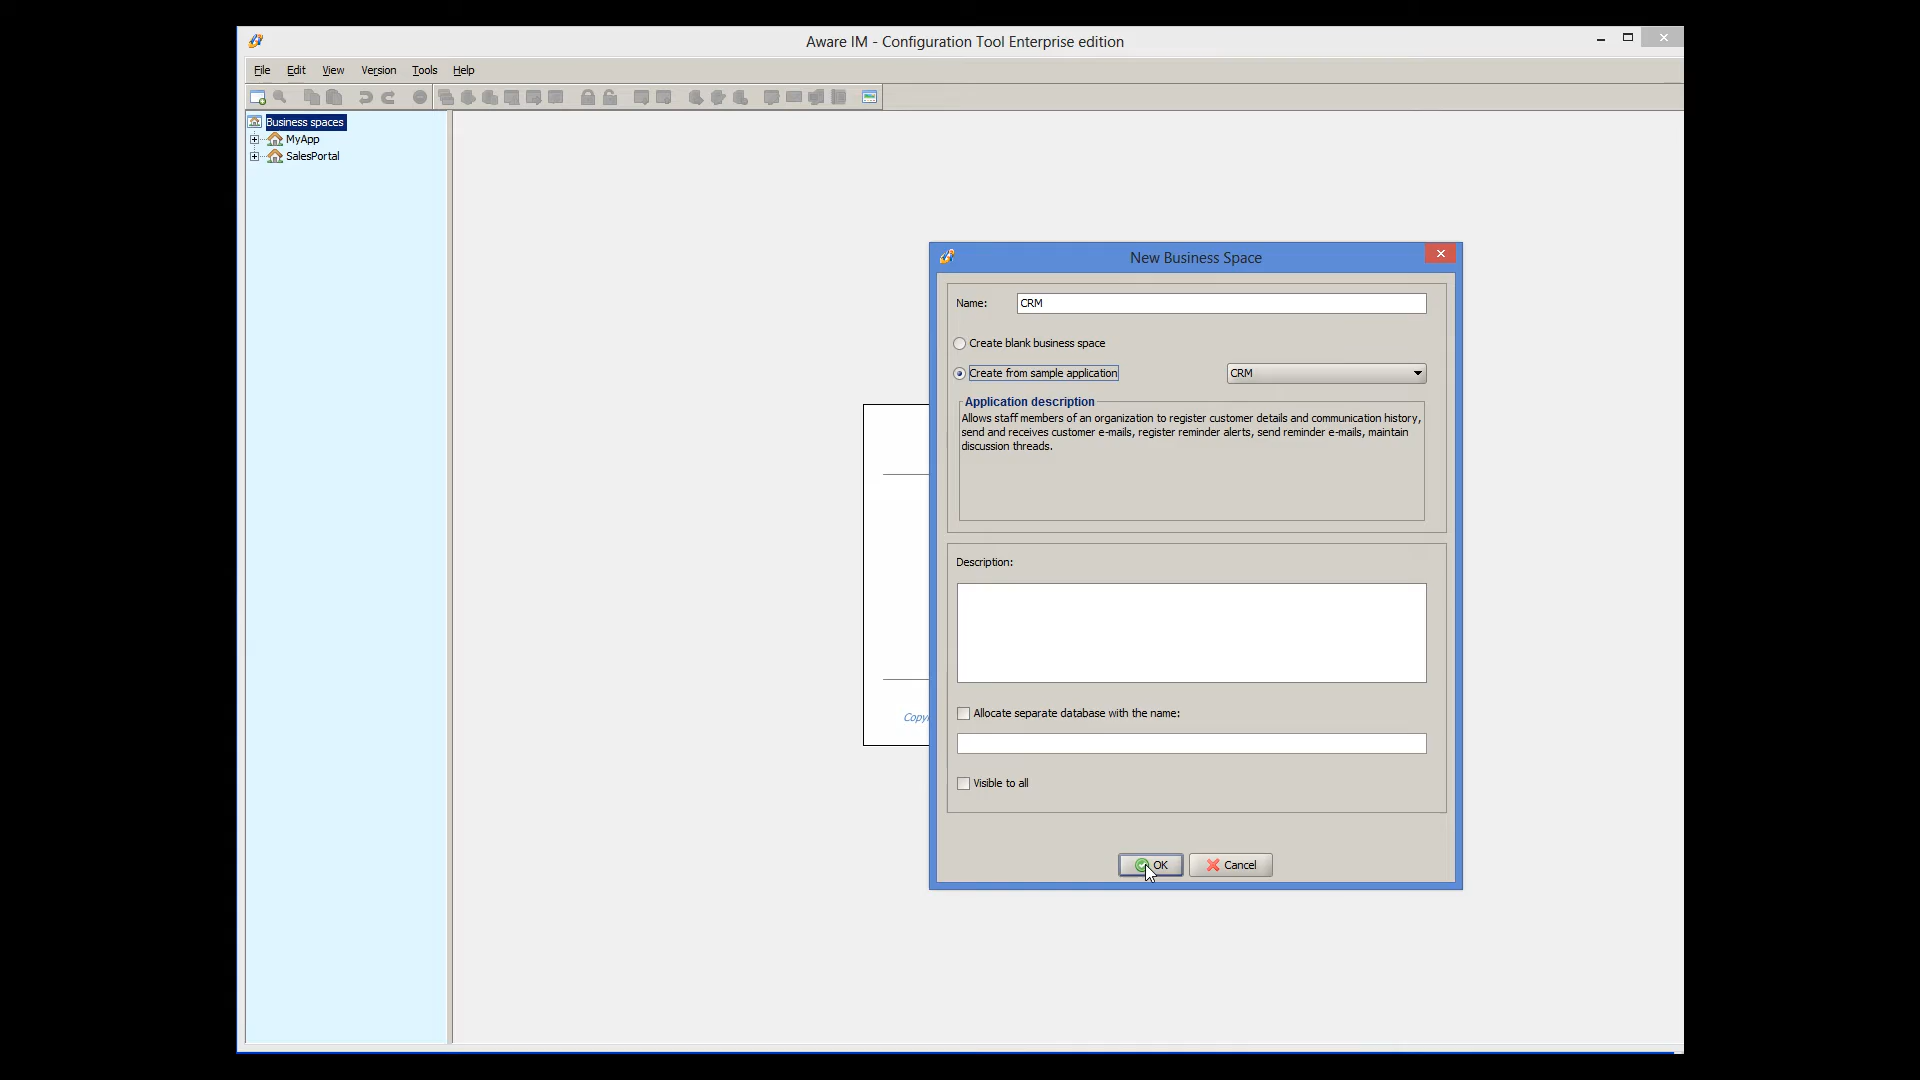 Aware IM - Configuration Tool Enterprise edition
File Edit View Version Tools Help
Business spaces
MyApp
SalesPortal
New Business Space
Name: CRM
Create blank business space
Create from sample application CRM
Application description
Allows staff members of an organization to register customer details and communication history,
send and receives customer e-mails, register reminder alerts, send reminder e-mails, maintain
discussion threads.
Description:
Allocate separate database with the name:
Visible to all
OK Cancel